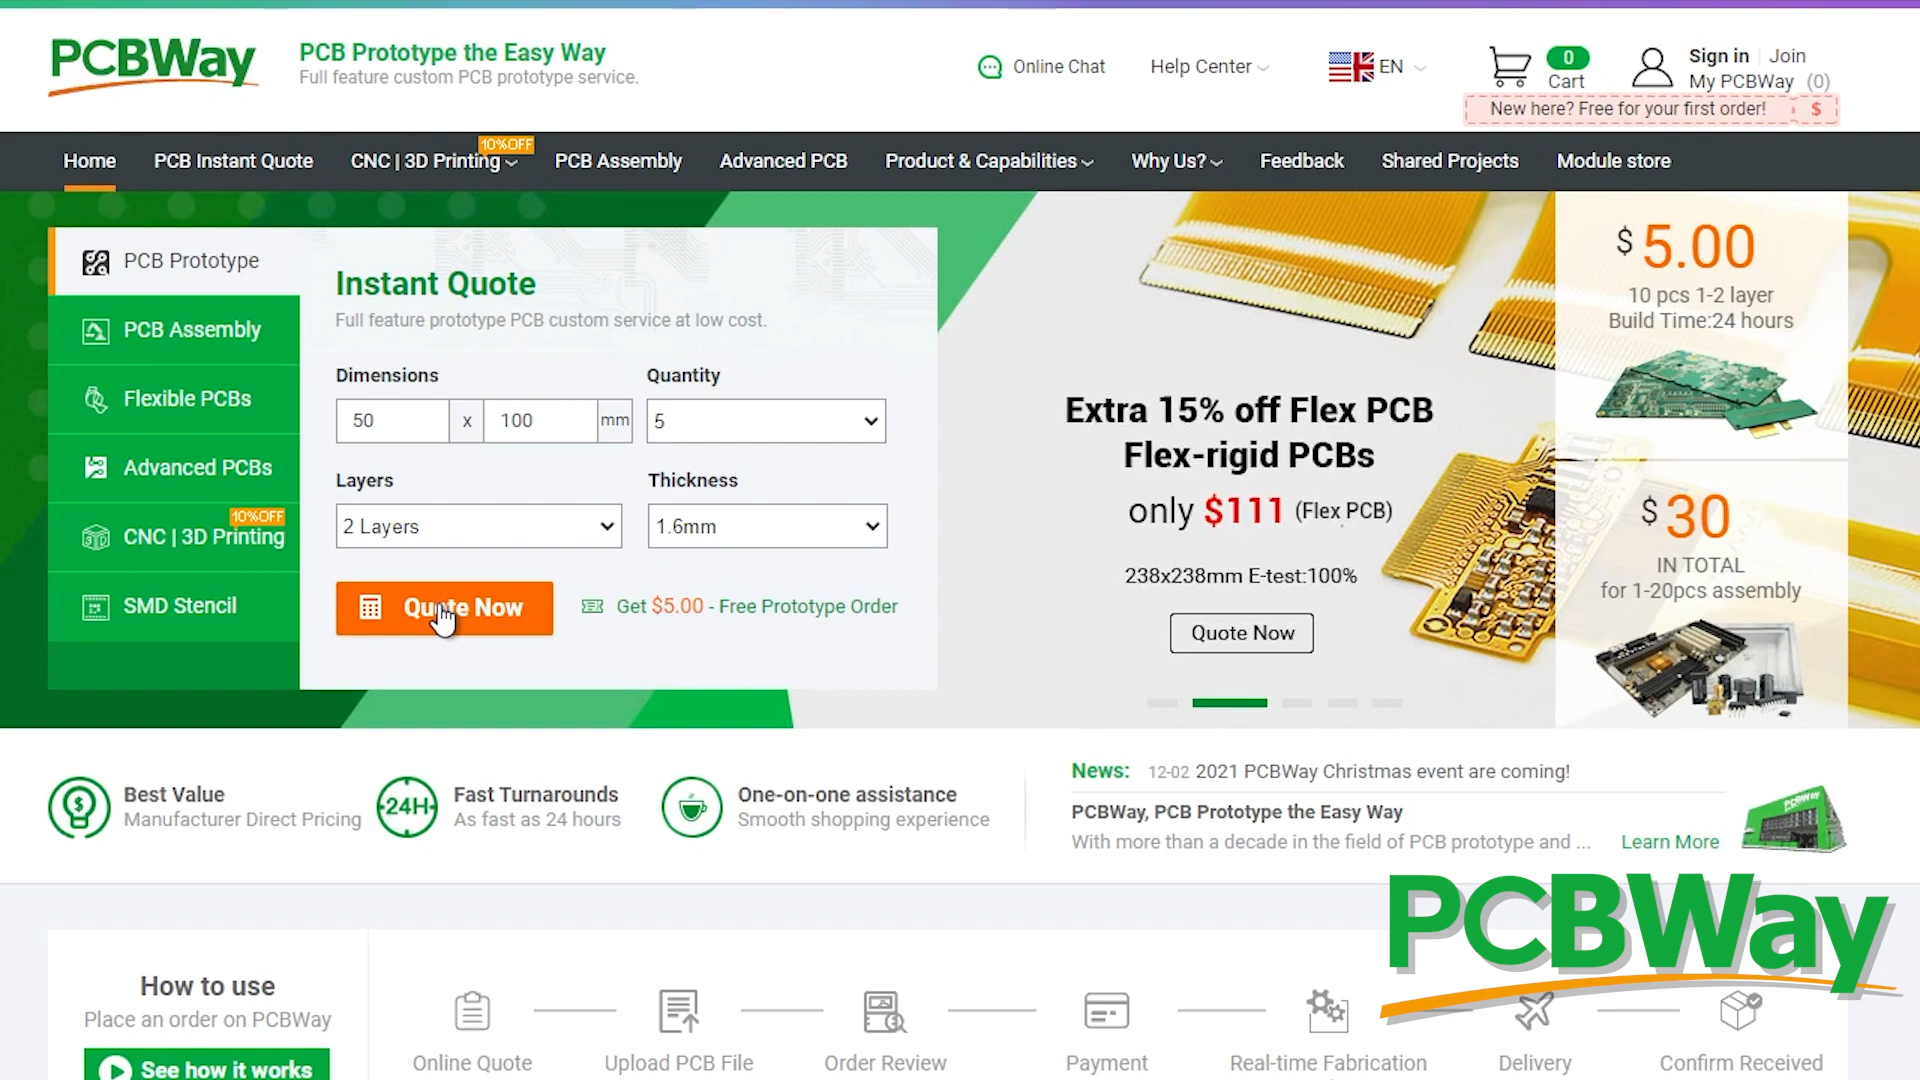 PCBWay
PCB Prototype the Easy Way
Full feature custom PCB prototype service.
Online Chat
Help Center
EN
0
Cart
Sign in | Join
My PCBWay (0)
New here? Free for your first order! $
Home
PCB Instant Quote
CNC | 3D Printing
10%OFF
PCB Assembly
Advanced PCB
Product & Capabilities
Why Us?
Feedback
Shared Projects
Module store
PCB Prototype
PCB Assembly
Flexible PCBs
Advanced PCBs
10%OFF
CNC | 3D Printing
SMD Stencil
Instant Quote
Full feature prototype PCB custom service at low cost.
Dimensions
Quantity
50 x 100 mm
5
Layers
Thickness
2 Layers
1.6mm
Quote Now
Get $5.00 - Free Prototype Order
Extra 15% off Flex PCB
Flex-rigid PCBs
only $111 (Flex PCB)
238x238mm E-test:100%
Quote Now
$ 5.00
10 pcs 1-2 layer
Build Time:24 hours
$ 30
IN TOTAL
for 1-20pcs assembly
Best Value
Manufacturer Direct Pricing
24H
Fast Turnarounds
As fast as 24 hours
One-on-one assistance
Smooth shopping experience
News: 12-02 2021 PCBWay Christmas event are coming!
PCBWay, PCB Prototype the Easy Way
With more than a decade in the field of PCB prototype and ... Learn More
PCBWay
PCBWay
How to use
Place an order on PCBWay
See how it works
Online Quote
Upload PCB File
Order Review
Payment
Real-time Fabrication
Delivery
Confirm Received